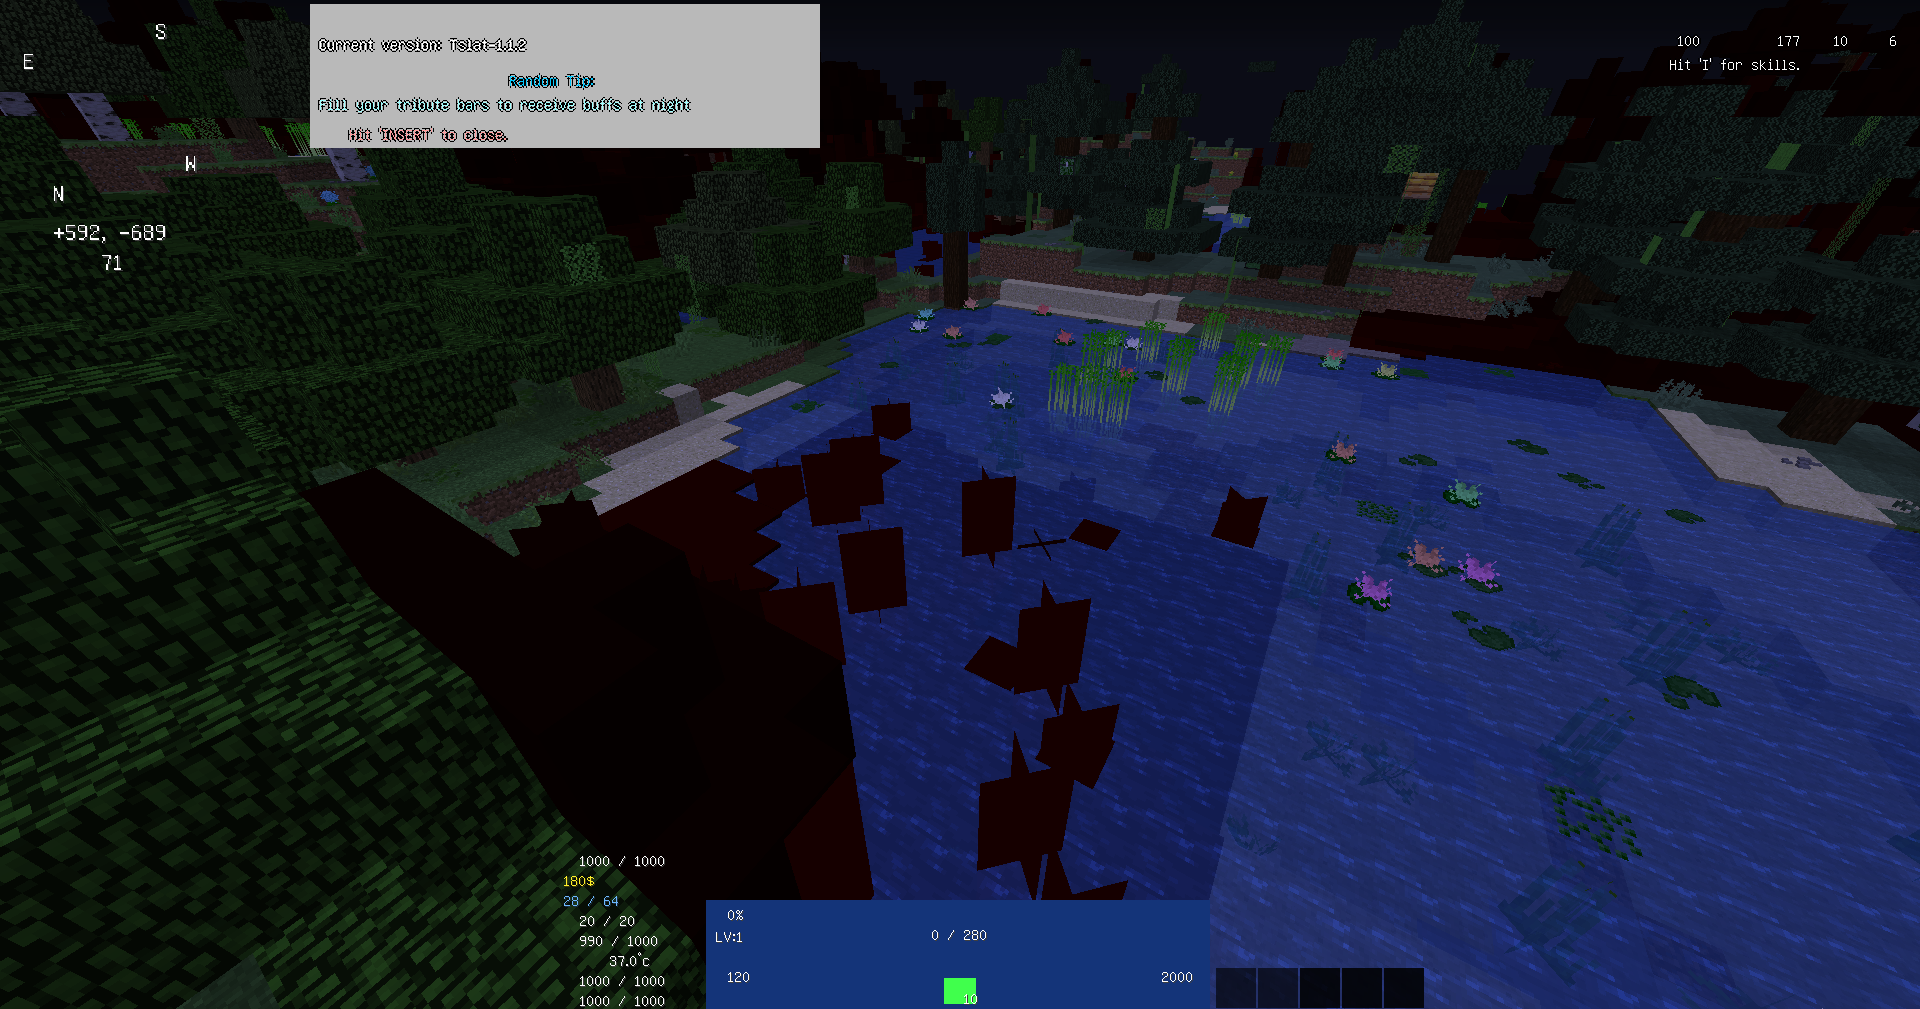 S
E
W
N
+592, -689
71
Current version: Tslat-1.1.2
Random Tip:
Fill your tribute bars to receive buffs at night
Hit 'INSERT' to close.
100 177 10 6
Hit 'I' for skills.
1000 / 1000
180$
28 / 64
20 / 20
990 / 1000
37.0°c
1000 / 1000
1000 / 1000
0%
LV:1
0 / 280
120
2000
10